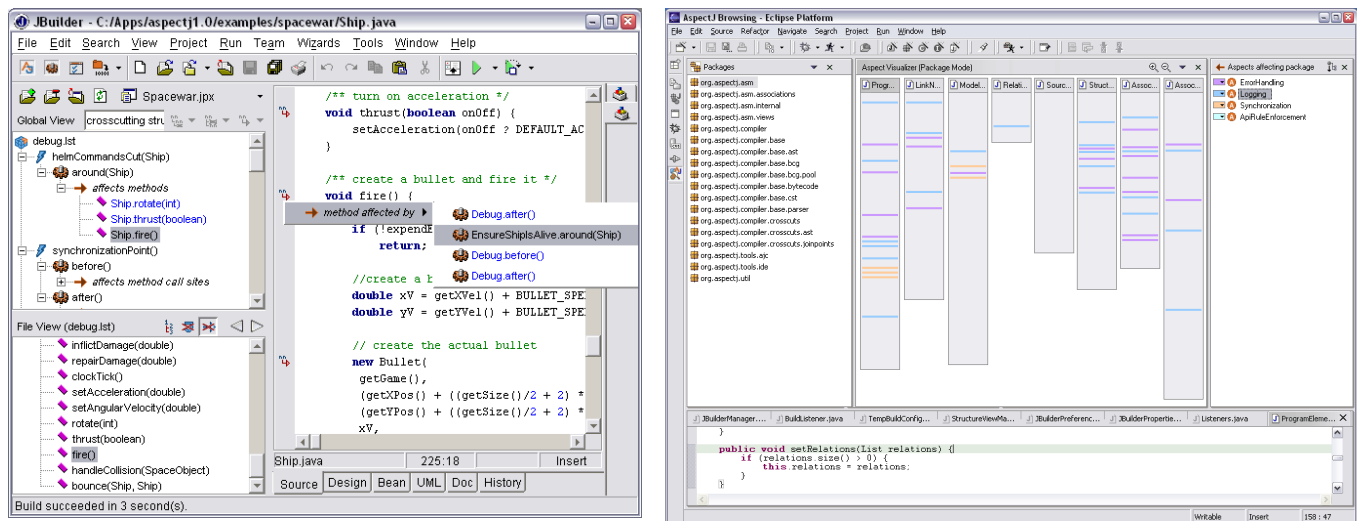 JBuilder - C:/Apps/aspectj1.0/examples/spacewar/Ship.java
File Edit Search View Project Run Team Wizards Tools Window Help
Spacewar.jpx
Global View
crosscutting stru
debug.lst
helmCommandsCut(Ship)
around(Ship)
affects methods
Ship.rotate(int)
Ship.thrust(boolean)
Ship.fire()
synchronizationPoint()
before()
affects method call sites
after()
File View (debug.lst)
inflictDamage(double)
repairDamage(double)
clockTick()
setAcceleration(double)
setAngularVelocity(double)
rotate(int)
thrust(boolean)
fire()
handleCollision(SpaceObject)
bounce(Ship, Ship)
/** turn on acceleration */
void thrust(boolean onOff) {
setAcceleration(onOff ? DEFAULT_AC
}
/** create a bullet and fire it */
void fire() {
method affected by
Debug.after()
EnsureShipIsAlive.around(Ship)
Debug.before()
Debug.after()
if (!expendE
return;
//create a b
double xV = getXVel() + BULLET_SPE
double yV = getYVel() + BULLET_SPE
// create the actual bullet
new Bullet(
getGame(),
(getXPos() + ((getSize()/2 + 2) *
(getYPos() + ((getSize()/2 + 2) *
xV,
Ship.java 225:18 Insert
Source Design Bean UML Doc History
Build succeeded in 3 second(s).
AspectJ Browsing - Eclipse Platform
File Edit Source Refactor Navigate Search Project Run Window Help
Packages
org.aspectj.asm
org.aspectj.asm.associations
org.aspectj.asm.internal
org.aspectj.asm.views
org.aspectj.compiler
org.aspectj.compiler.base
org.aspectj.compiler.base.ast
org.aspectj.compiler.base.bcg
org.aspectj.compiler.base.bcg.pool
org.aspectj.compiler.base.bytecode
org.aspectj.compiler.base.cst
org.aspectj.compiler.base.parser
org.aspectj.compiler.crosscuts
org.aspectj.compiler.crosscuts.ast
org.aspectj.compiler.crosscuts.joinpoints
org.aspectj.tools.ajc
org.aspectj.tools.ide
org.aspectj.util
Aspect Visualizer (Package Mode)
Progr... LinkN... Model... Relati... Sourc... Struct... Assoc... Assoc...
Aspects affecting package
ErrorHandling
Logging
Synchronization
ApiRuleEnforcement
JBuilderManager.... BuildListener.java TempBuildConfig... StructureViewMa... JBuilderPreferenc... JBuilderPropertie... Listeners.java ProgramEleme...
}
public void setRelations(List relations) {
if (relations.size() > 0) {
this.relations = relations;
}
}
Writable Insert 158 : 47